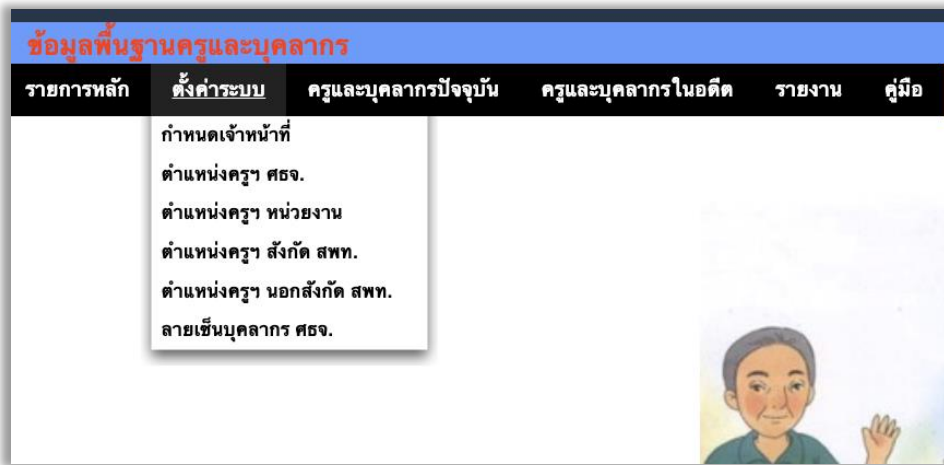 ข้อมูลพื้นฐานครูและบุคลากร
รายการหลัก ตั้งค่าระบบ ครูและบุคลากรปัจจุบัน ครูและบุคลากรในอดีต รายงาน คู่มือ
กำหนดเจ้าหน้าที่
ตำแหน่งครูฯ ศธจ.
ตำแหน่งครูฯ หน่วยงาน
ตำแหน่งครูฯ สังกัด สพท.
ตำแหน่งครูฯ นอกสังกัด สพท.
ลายเซ็นบุคลากร ศธจ.